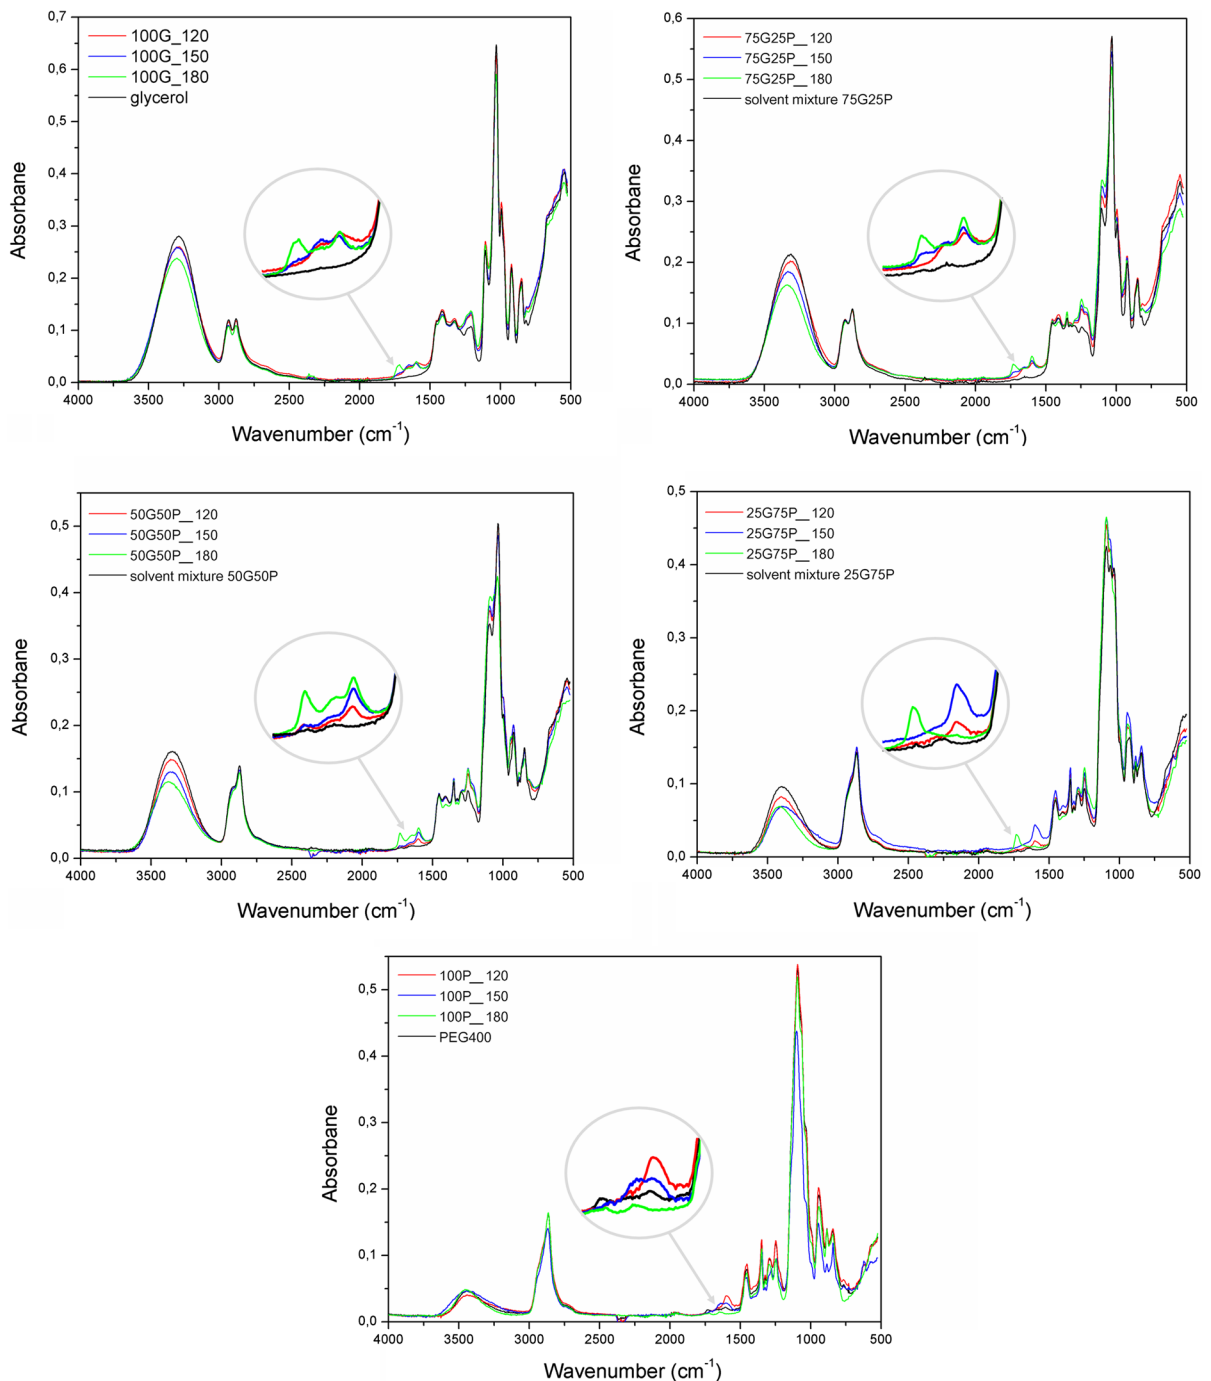 0,7
0,6
0,5
0,4
0,3
0,2
0,1
0,0
Absorbane
100G_120
100G_150
100G_180
glycerol
4000 3500 3000 2500 2000 1500 1000 500
Wavenumber (cm-1)
0,6
0,5
0,4
0,3
0,2
0,1
0,0
Absorbane
75G25P__120
75G25P__150
75G25P__180
solvent mixture 75G25P
4000 3500 3000 2500 2000 1500 1000 500
Wavenumber (cm-1)
0,5
0,4
0,3
0,2
0,1
0,0
Absorbane
50G50P__120
50G50P__150
50G50P__180
solvent mixture 50G50P
4000 3500 3000 2500 2000 1500 1000 500
Wavenumber (cm-1)
0,5
0,4
0,3
0,2
0,1
0,0
Absorbane
25G75P__120
25G75P__150
25G75P__180
solvent mixture 25G75P
4000 3500 3000 2500 2000 1500 1000 500
Wavenumber (cm-1)
0,5
0,4
0,3
0,2
0,1
0,0
Absorbane
100P__120
100P__150
100P__180
PEG400
4000 3500 3000 2500 2000 1500 1000 500
Wavenumber (cm-1)